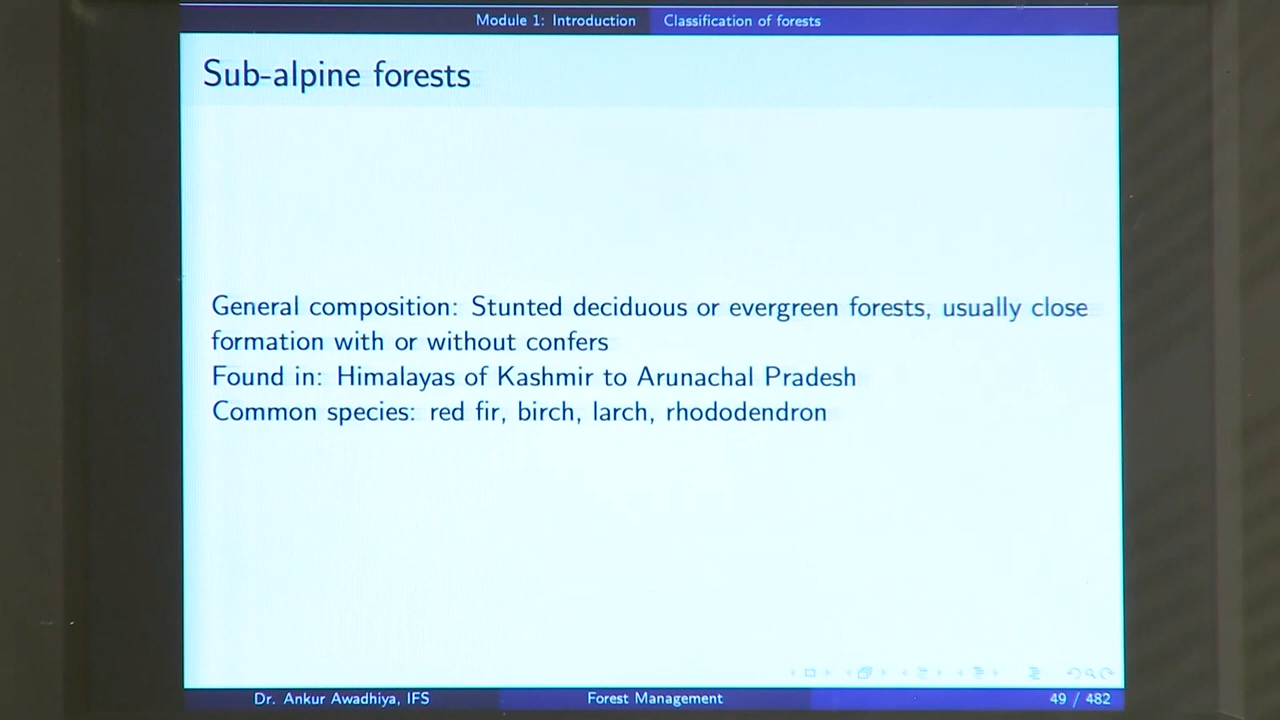 Module 1: Introduction Classification of forests
Sub-alpine forests
General composition: Stunted deciduous or evergreen forests, usually close
formation with or without confers
Found in: Himalayas of Kashmir to Arunachal Pradesh
Common species: red fir, birch, larch, rhododendron
Dr. Ankur Awadhiya, IFS Forest Management 49 / 482